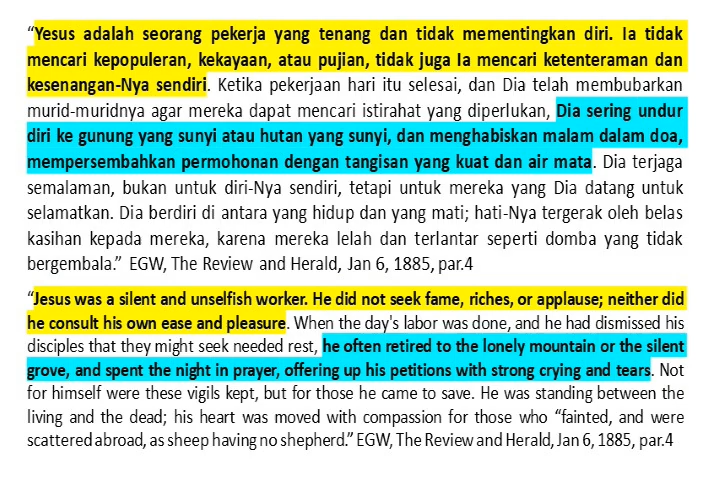 “Yesus adalah seorang pekerja yang tenang dan tidak mementingkan diri. Ia tidak
mencari kepopuleran, kekayaan, atau pujian, tidak juga Ia mencari ketenteraman dan
kesenangan-Nya sendiri. Ketika pekerjaan hari itu selesai, dan Dia telah membubarkan
murid-muridnya agar mereka dapat mencari istirahat yang diperlukan, Dia sering undur
diri ke gunung yang sunyi atau hutan yang sunyi, dan menghabiskan malam dalam doa,
mempersembahkan permohonan dengan tangisan yang kuat dan air mata. Dia terjaga
semalaman, bukan untuk diri-Nya sendiri, tetapi untuk mereka yang Dia datang untuk
selamatkan. Dia berdiri di antara yang hidup dan yang mati; hati-Nya tergerak oleh belas
kasihan kepada mereka, karena mereka lelah dan terlantar seperti domba yang tidak
bergembala.” EGW, The Review and Herald, Jan 6, 1885, par.4
“Jesus was a silent and unselfish worker. He did not seek fame, riches, or applause; neither did
he consult his own ease and pleasure. When the day's labor was done, and he had dismissed his
disciples that they might seek needed rest, he often retired to the lonely mountain or the silent
grove, and spent the night in prayer, offering up his petitions with strong crying and tears. Not
for himself were these vigils kept, but for those he came to save. He was standing between the
living and the dead; his heart was moved with compassion for those who “fainted, and were
scattered abroad, as sheep having no shepherd.” EGW, The Review and Herald, Jan 6, 1885, par.4